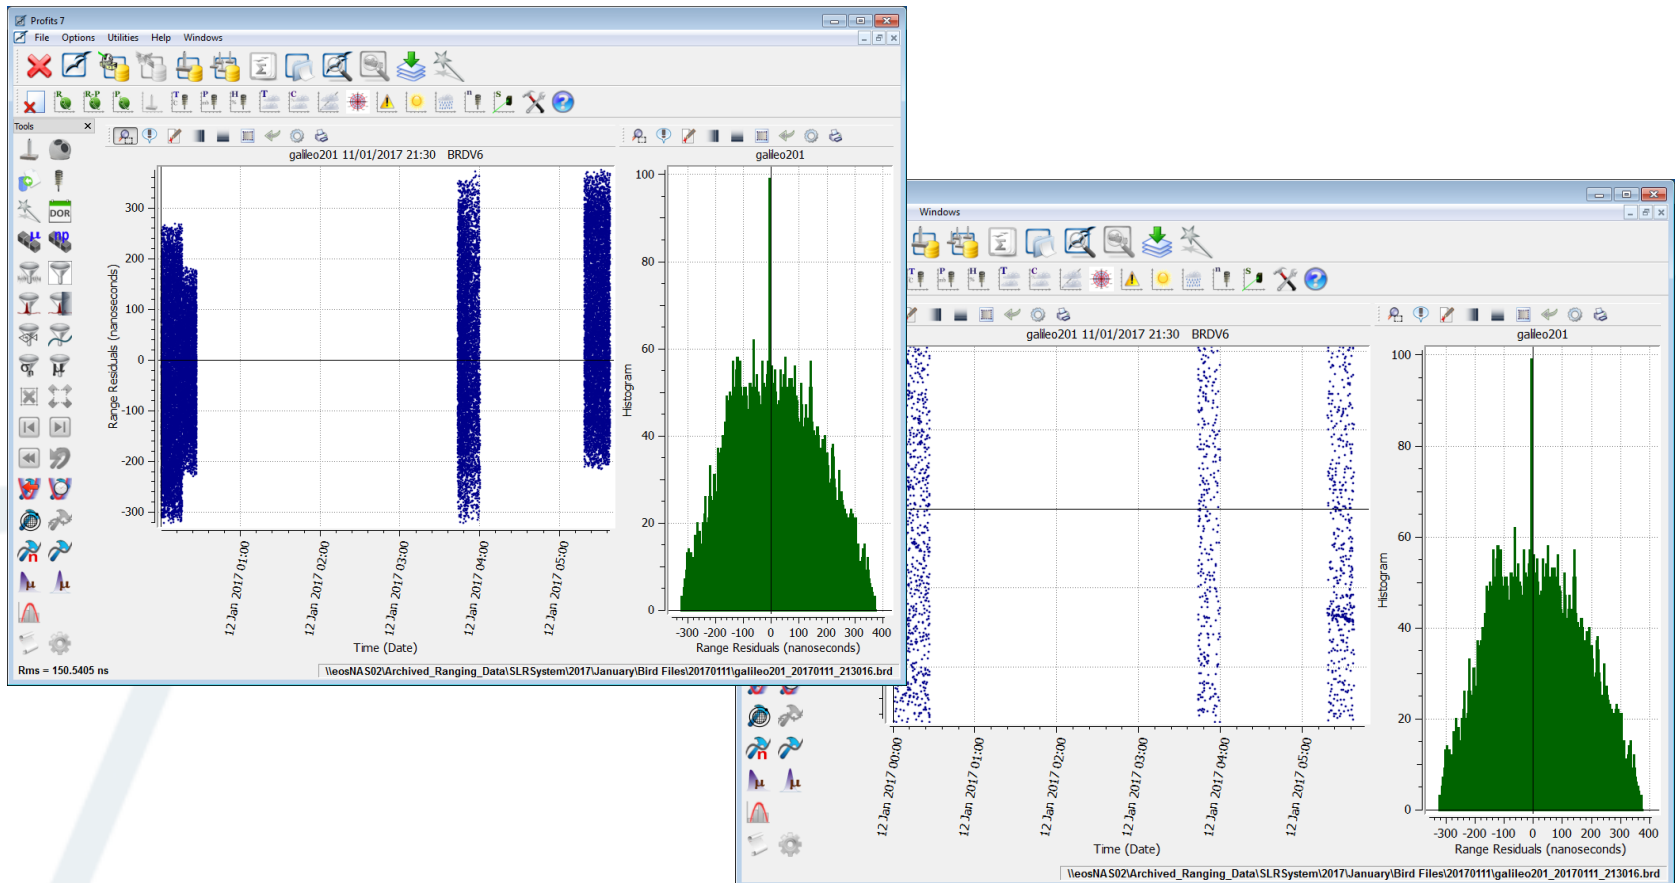 Profits 7
File Options Utilities Help Windows
R R-P P T P H T C n S
Tools
DOR
μ np
σn μ
n
μ μ
galileo201 11/01/2017 21:30 BRDV6
Range Residuals (nanoseconds)
300
200
100
0
-100
-200
-300
12 Jan 2017 01:00
12 Jan 2017 02:00
12 Jan 2017 03:00
12 Jan 2017 04:00
12 Jan 2017 05:00
Time (Date)
galileo201
Histogram
100
80
60
40
20
0
-300 -200 -100 0 100 200 300 400
Range Residuals (nanoseconds)
Rms = 150.5405 ns
\\eosNAS02\Archived_Ranging_Data\SLRSystem\2017\January\Bird Files\20170111\galileo201_20170111_213016.brd
Windows
T P H T C n S
galileo201 11/01/2017 21:30 BRDV6
12 Jan 2017 00:00
12 Jan 2017 01:00
12 Jan 2017 02:00
12 Jan 2017 03:00
12 Jan 2017 04:00
12 Jan 2017 05:00
Time (Date)
galileo201
Histogram
100
80
60
40
20
0
-300 -200 -100 0 100 200 300 400
Range Residuals (nanoseconds)
n
μ μ
\\eosNAS02\Archived_Ranging_Data\SLRSystem\2017\January\Bird Files\20170111\galileo201_20170111_213016.brd